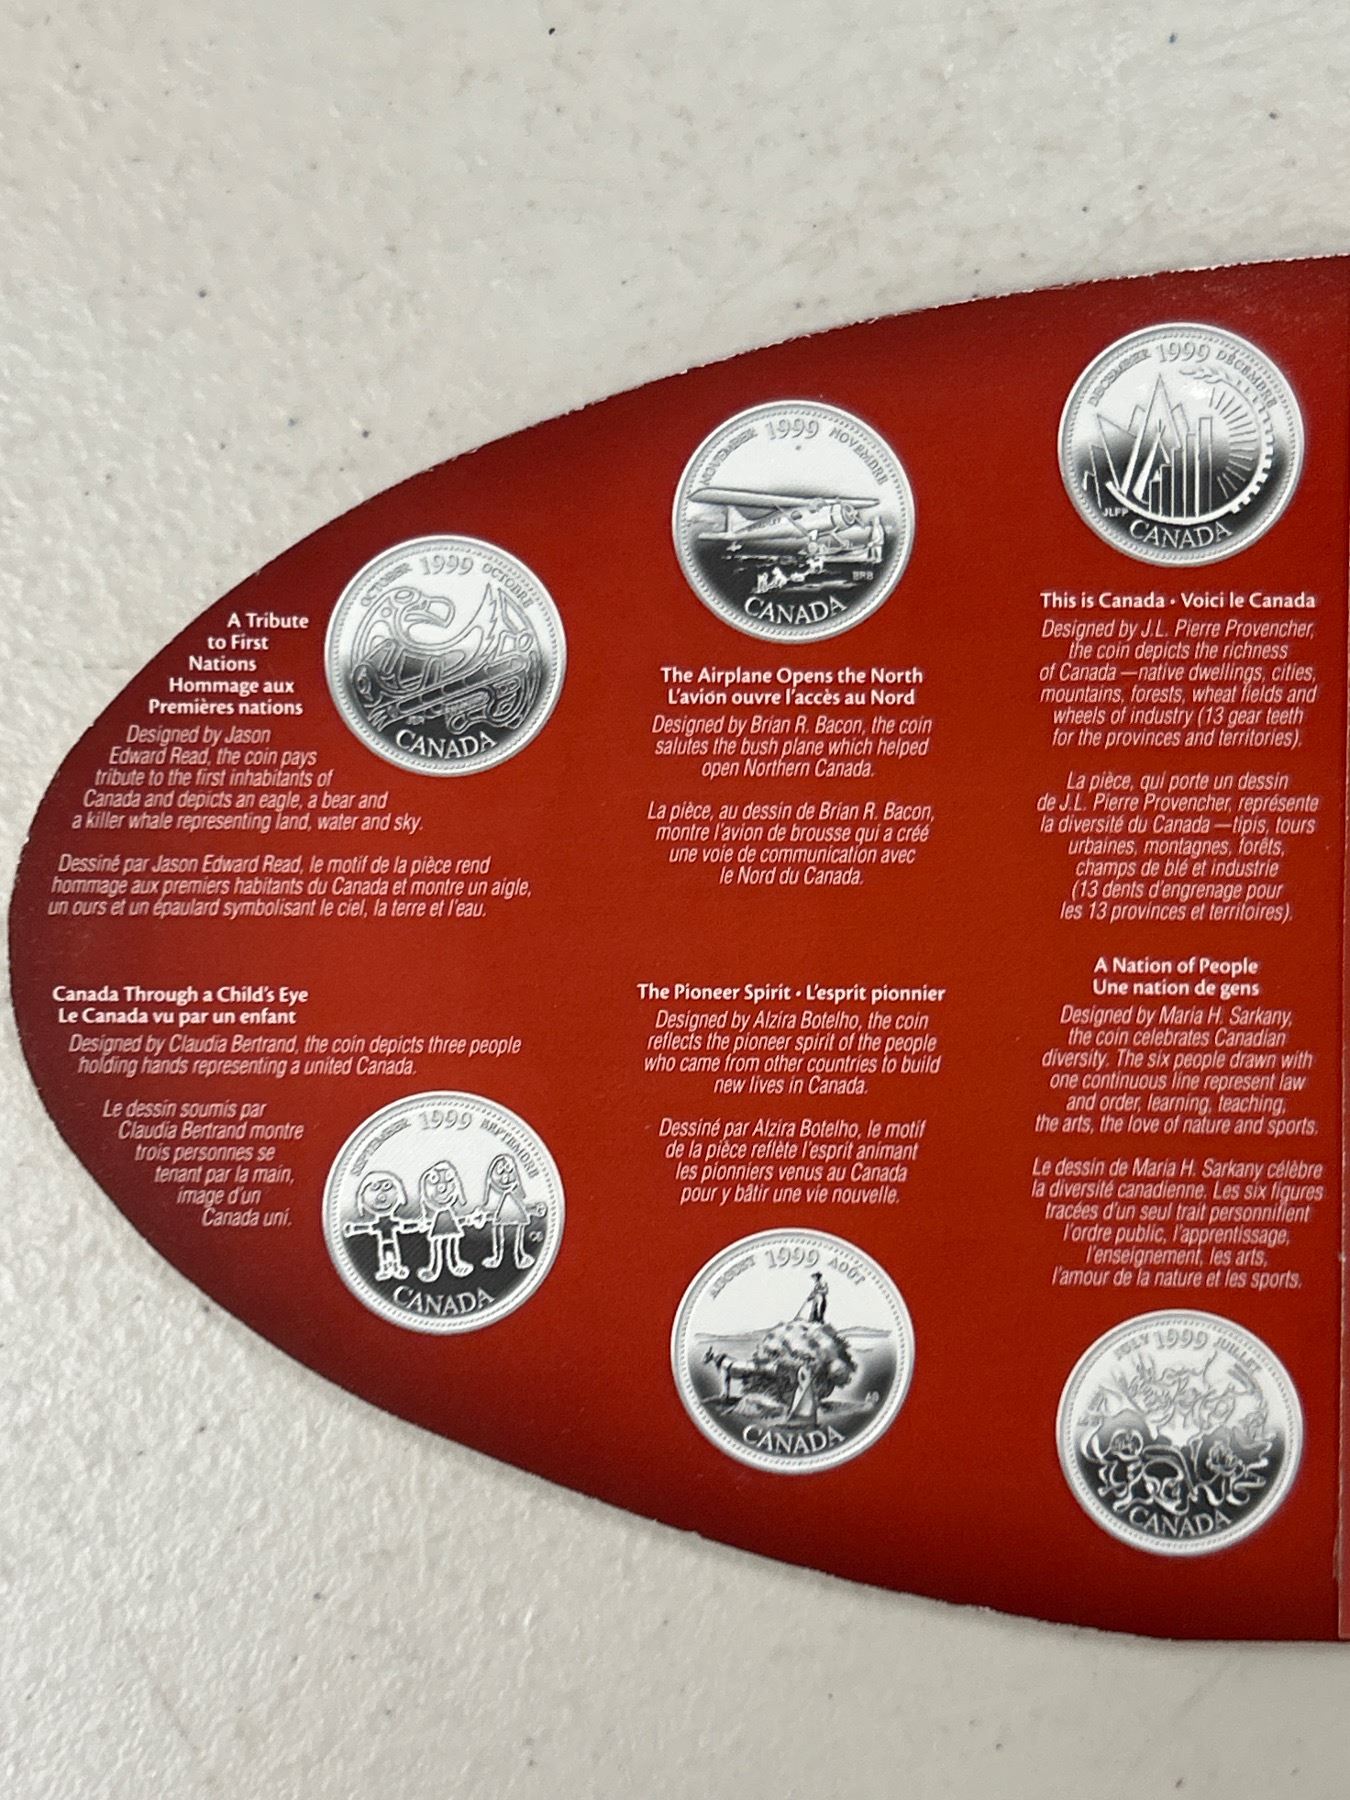 OCTOBER 1999 OCTOBRE
CANADA
A Tribute
to First
Nations
Hommage aux
Premières nations
Designed by Jason
Edward Read, the coin pays
tribute to the first inhabitants of
Canada and depicts an eagle, a bear and
a killer whale representing land, water and sky.
Dessiné par Jason Edward Read, le motif de la pièce rend
hommage aux premiers habitants du Canada et montre un aigle,
un ours et un épaulard symbolisant le ciel, la terre et l'eau.
NOVEMBER 1999 NOVEMBRE
BRB
CANADA
The Airplane Opens the North
L'avion ouvre l'accès au Nord
Designed by Brian R. Bacon, the coin
salutes the bush plane which helped
open Northern Canada.
La pièce, au dessin de Brian R. Bacon,
montre l'avion de brousse qui a créé
une voie de communication avec
le Nord du Canada.
DECEMBER 1999 DÉCEMBRE
JLPP
CANADA
This is Canada • Voici le Canada
Designed by J.L. Pierre Provencher,
the coin depicts the richness
of Canada — native dwellings, cities,
mountains, forests, wheat fields and
wheels of industry (13 gear teeth
for the provinces and territories).
La pièce, qui porte un dessin
de J.L. Pierre Provencher, représente
la diversité du Canada — tipis, tours
urbaines, montagnes, forêts,
champs de blé et industrie
(13 dents d'engrenage pour
les 13 provinces et territoires).
Canada Through a Child's Eye
Le Canada vu par un enfant
Designed by Claudia Bertrand, the coin depicts three people
holding hands representing a united Canada.
Le dessin soumis par
Claudia Bertrand montre
trois personnes se
tenant par la main,
image d'un
Canada uni.
SEPTEMBER 1999 SEPTEMBRE
CB
CANADA
The Pioneer Spirit • L'esprit pionnier
Designed by Alzira Botelho, the coin
reflects the pioneer spirit of the people
who came from other countries to build
new lives in Canada.
Dessiné par Alzira Botelho, le motif
de la pièce reflète l'esprit animant
les pionniers venus au Canada
pour y bâtir une vie nouvelle.
AUGUST 1999 AOÛT
AB
CANADA
A Nation of People
Une nation de gens
Designed by Maria H. Sarkany,
the coin celebrates Canadian
diversity. The six people drawn with
one continuous line represent law
and order, learning, teaching,
the arts, the love of nature and sports.
Le dessin de Maria H. Sarkany célèbre
la diversité canadienne. Les six figures
tracées d'un seul trait personnifient
l'ordre public, l'apprentissage,
l'enseignement, les arts,
l'amour de la nature et les sports.
JULY 1999 JUILLET
CANADA